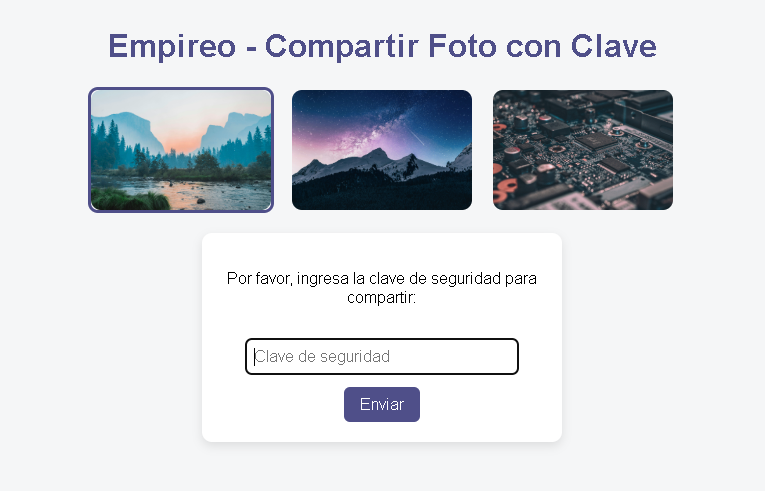 Empireo - Compartir Foto con Clave
Por favor, ingresa la clave de seguridad para
compartir:
Clave de seguridad
Enviar